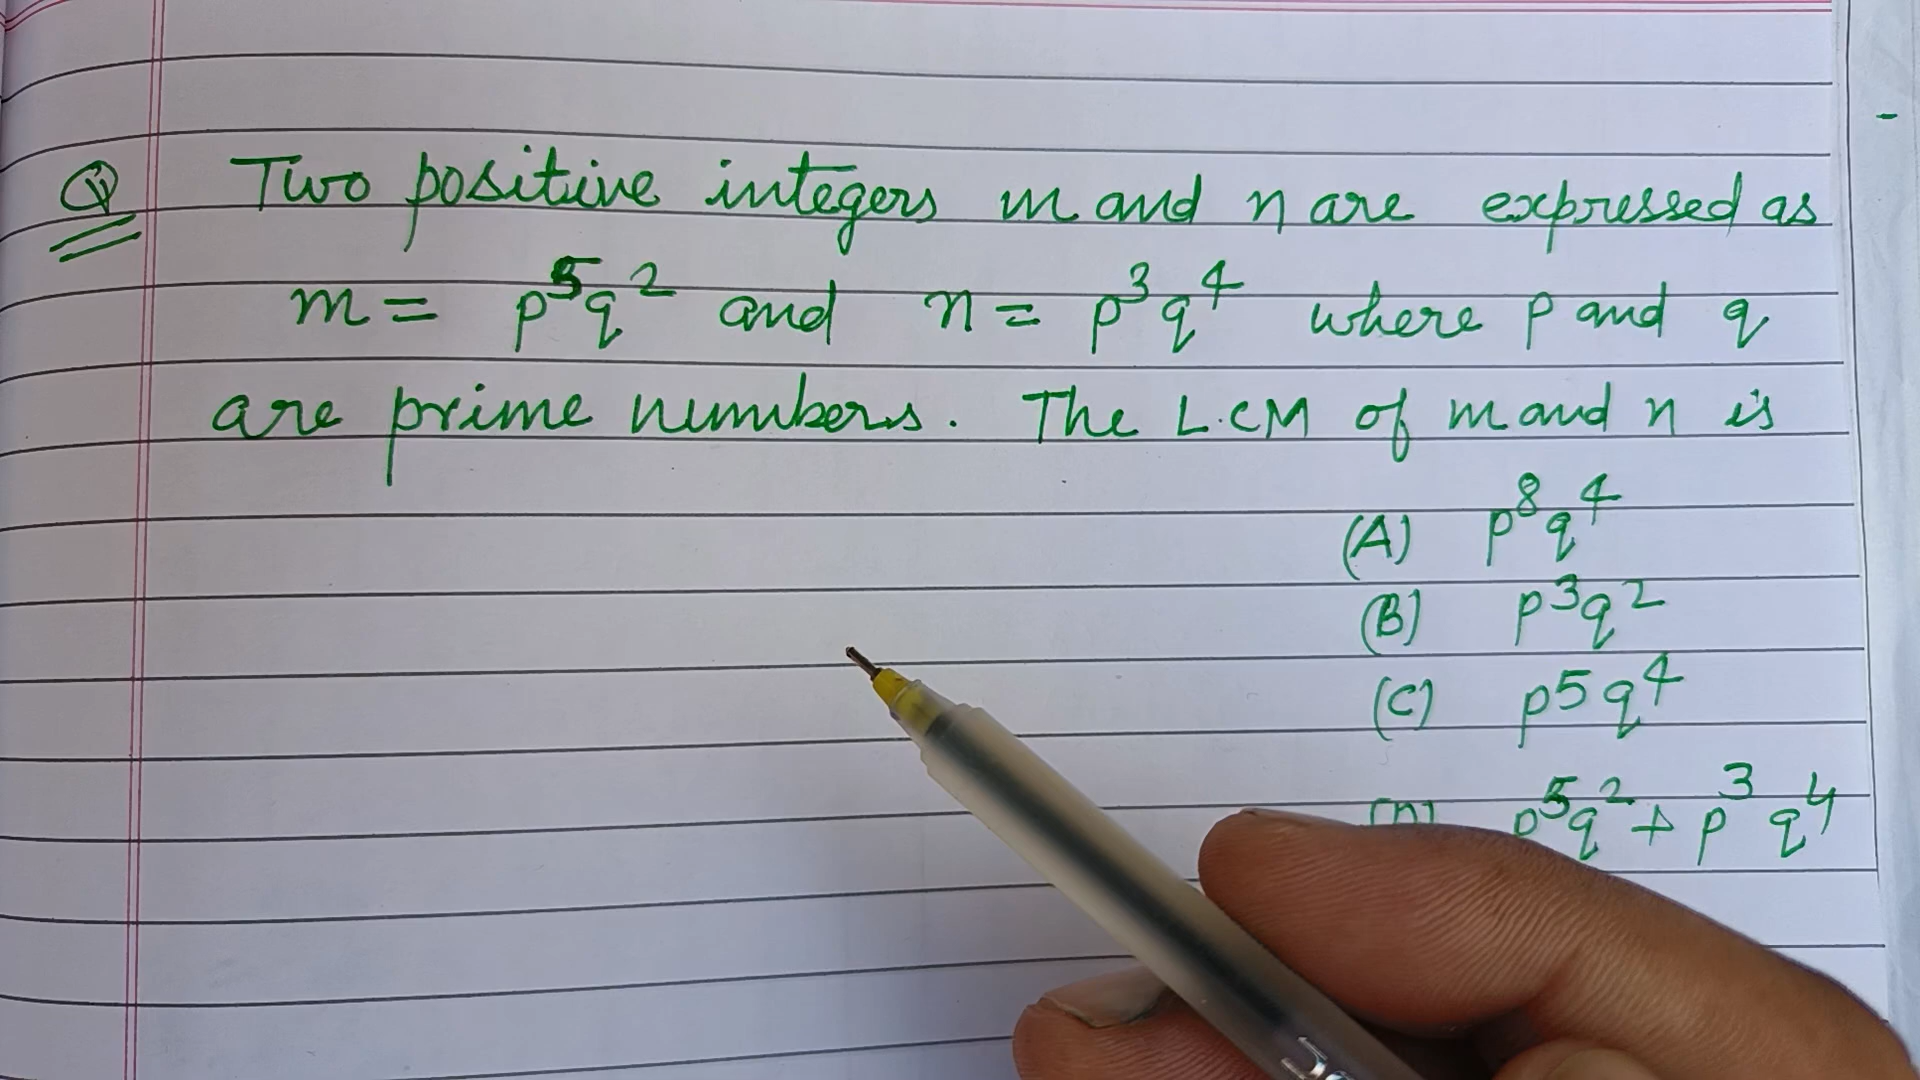 Q Two positive integers m and n are expressed as
m = p⁵q² and n = p³q⁴ where p and q
are prime numbers. The L.CM of m and n is
(A) p⁸q⁴
(B) p³q²
(C) p⁵q⁴
(D) p⁵q² + p³q⁴